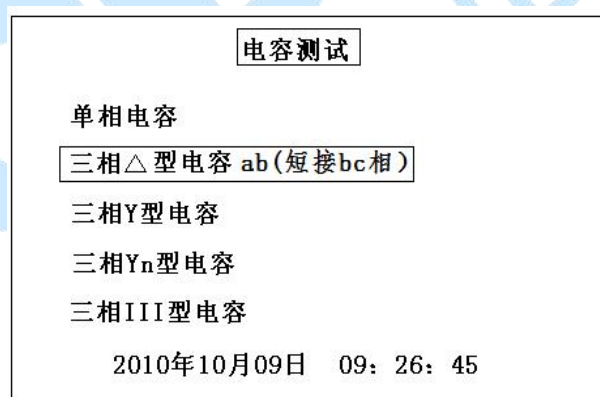 电容测试
单相电容
三相△型电容 ab(短接bc相)
三相Y型电容
三相Yn型电容
三相III型电容
2010年10月09日 09：26：45